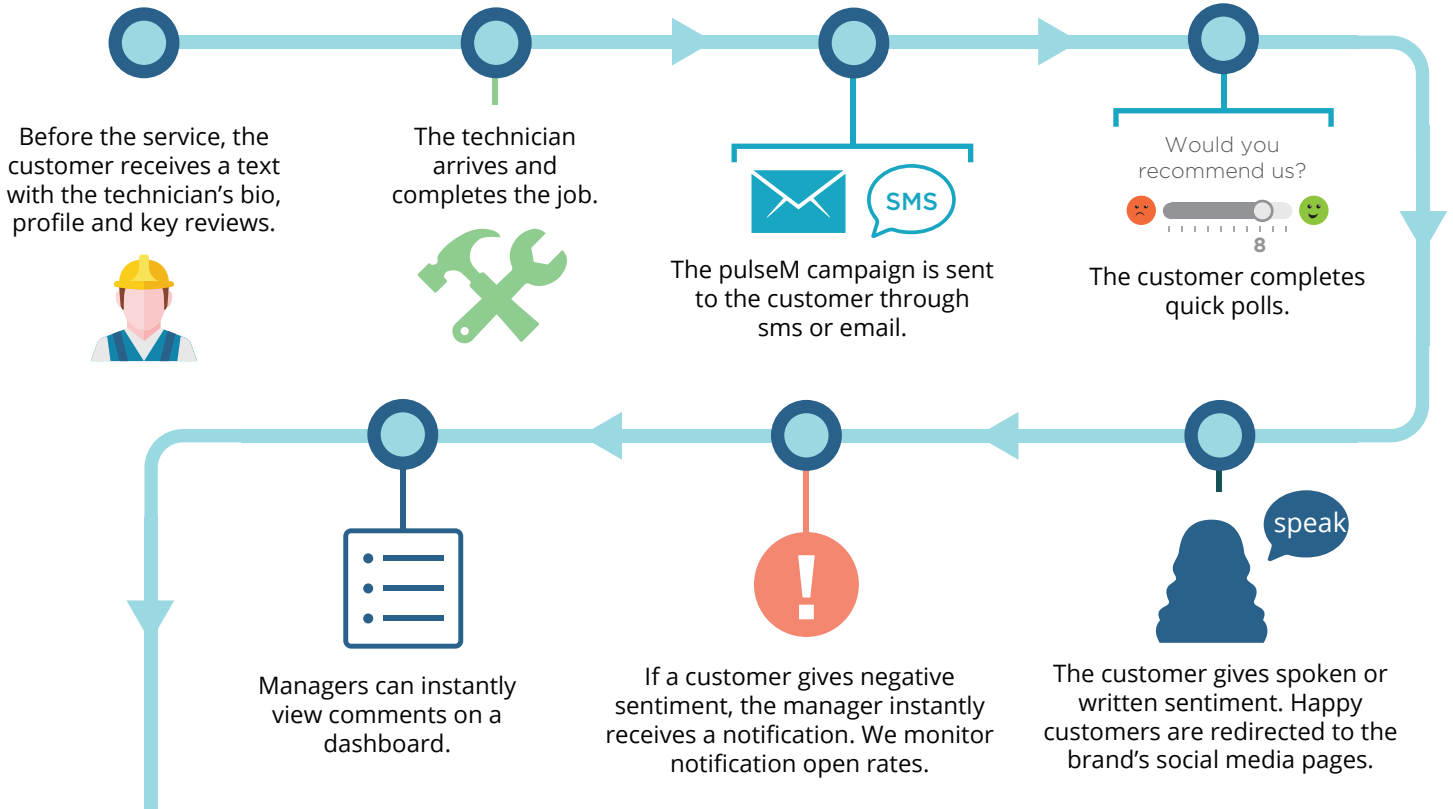 Before the service, the
customer receives a text
with the technician’s bio,
profile and key reviews.
The technician
arrives and
completes the job.
SMS
The pulseM campaign is sent
to the customer through
sms or email.
Would you
recommend us?
8
The customer completes
quick polls.
speak
The customer gives spoken or
written sentiment. Happy
customers are redirected to the
brand’s social media pages.
If a customer gives negative
sentiment, the manager instantly
receives a notification. We monitor
notification open rates.
Managers can instantly
view comments on a
dashboard.